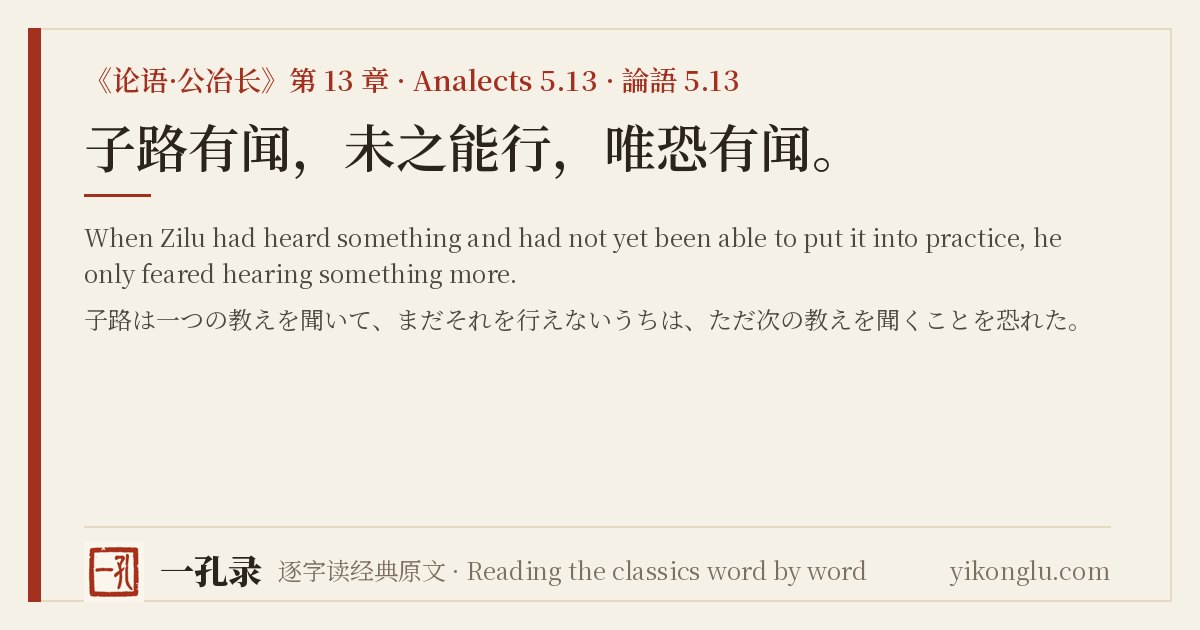 《论语·公冶长》第 13 章 · Analects 5.13 · 論語 5.13
子路有闻，未之能行，唯恐有闻。
When Zilu had heard something and had not yet been able to put it into practice, he
only feared hearing something more.
子路は一つの教えを聞いて、まだそれを行えないうちは、ただ次の教えを聞くことを恐れた。
一孔
一孔录 逐字读经典原文 · Reading the classics word by word yikonglu.com